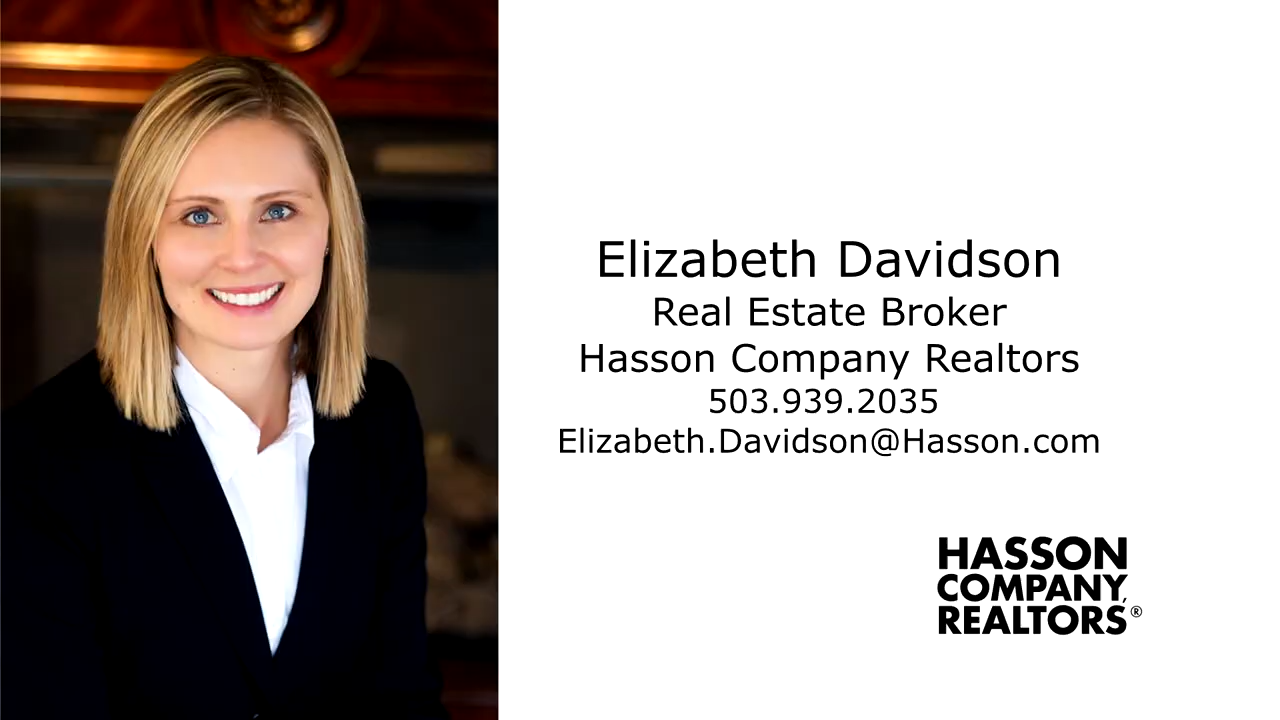 Elizabeth Davidson
Real Estate Broker
Hasson Company Realtors
503.939.2035
Elizabeth.Davidson@Hasson.com
HASSON
COMPANY,
REALTORS®